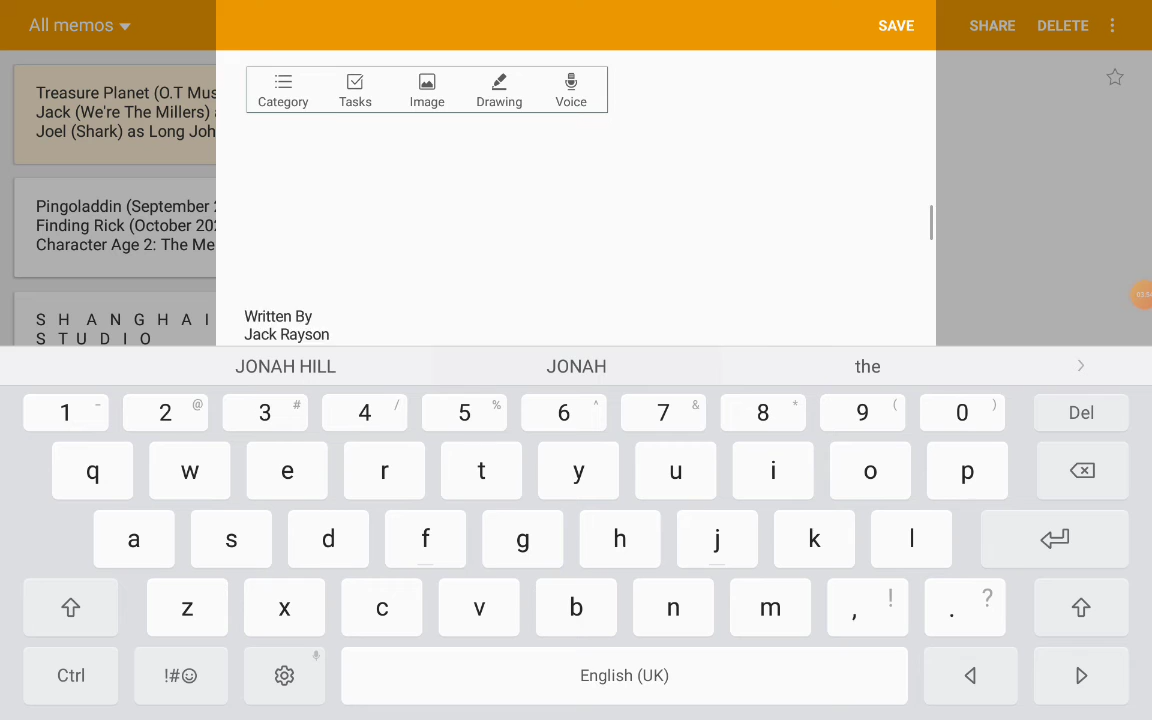 All memos
SAVE
SHARE
DELETE
Category
Tasks
Image
Drawing
Voice
Treasure Planet (O.T Mus
Jack (We're The Millers)
Joel (Shark) as Long Joh
Pingoladdin (September
Finding Rick (October 20
Character Age 2: The Me
S H A N G H A I
S T U D I O
Written By
Jack Rayson
JONAH HILL
JONAH
the
1 - 2 @ 3 # 4 / 5 % 6 ^ 7 & 8 * 9 ( 0 ) Del
q w e r t y u i o p
a s d f g h j k l
z x c v b n m , ! . ?
Ctrl !#☺ English (UK)